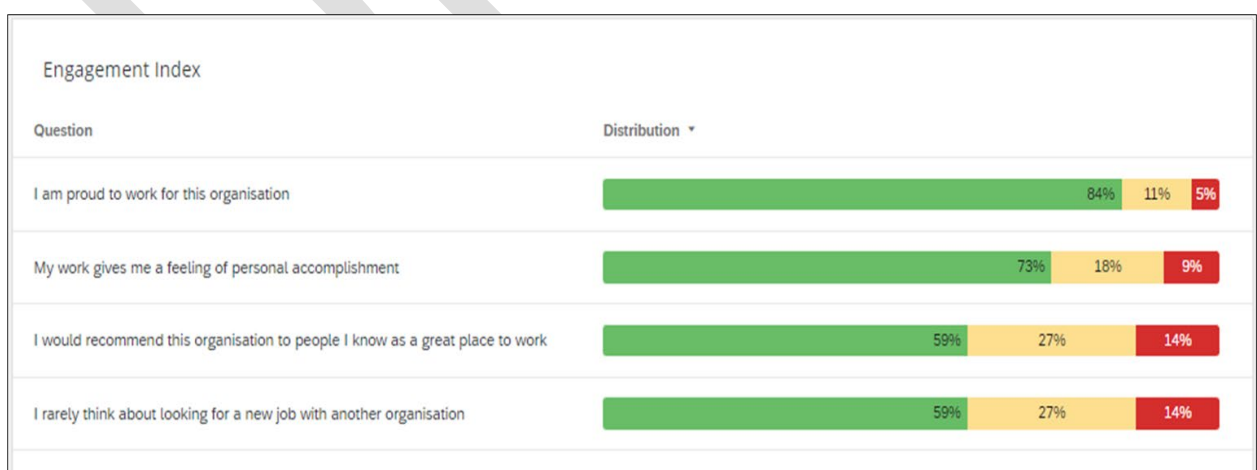 Engagement Index
Question Distribution
I am proud to work for this organisation 84% 11% 5%
My work gives me a feeling of personal accomplishment 73% 18% 9%
I would recommend this organisation to people I know as a great place to work 59% 27% 14%
I rarely think about looking for a new job with another organisation 59% 27% 14%